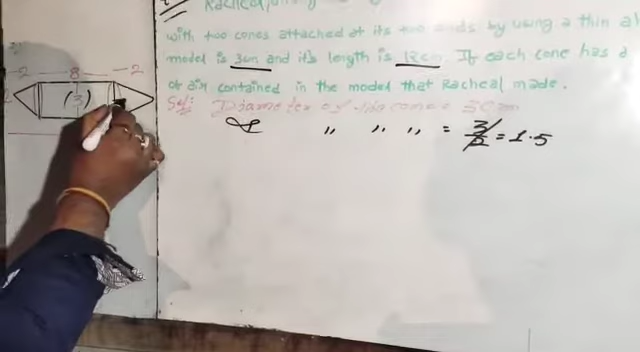 with two cones attached at its two ends by using a thin al
model is 3cm and it's length is 12cm. If each cone has a
of air contained in the model that Racheal made.
Sol: Diameter of the cone = 3cm
" " " = 3/2 = 1.5
2 8 2
(3)